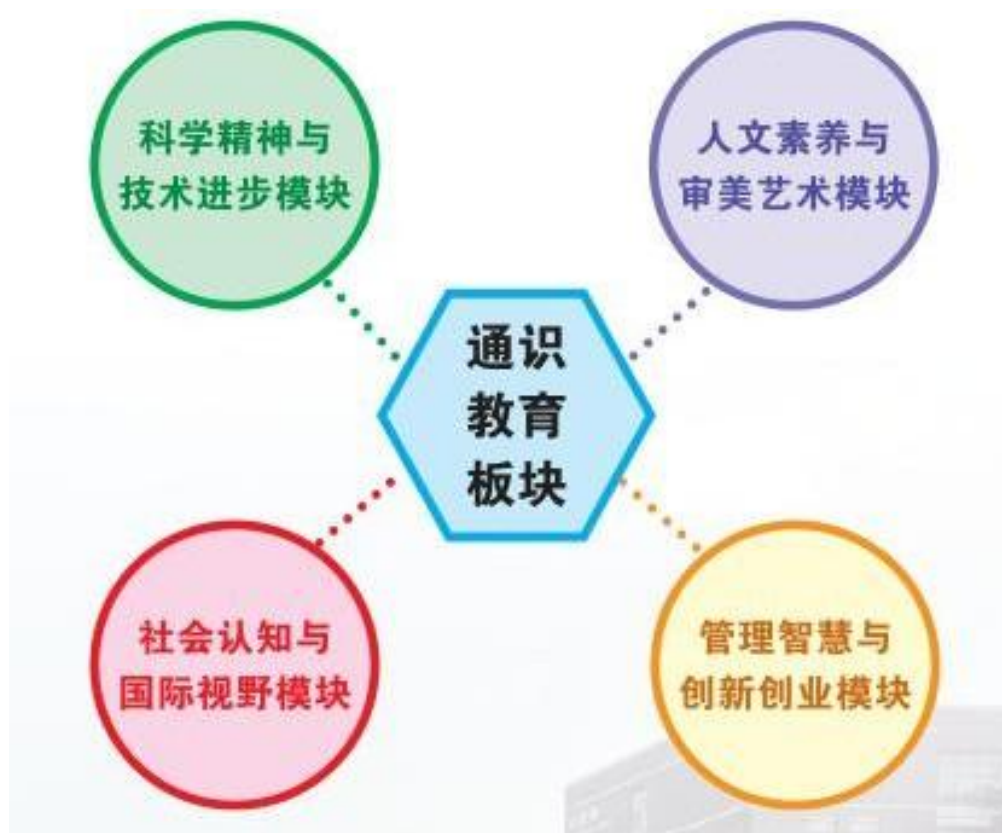 科学精神与
技术进步模块
人文素养与
审美艺术模块
通识
教育
板块
社会认知与
国际视野模块
管理智慧与
创新创业模块